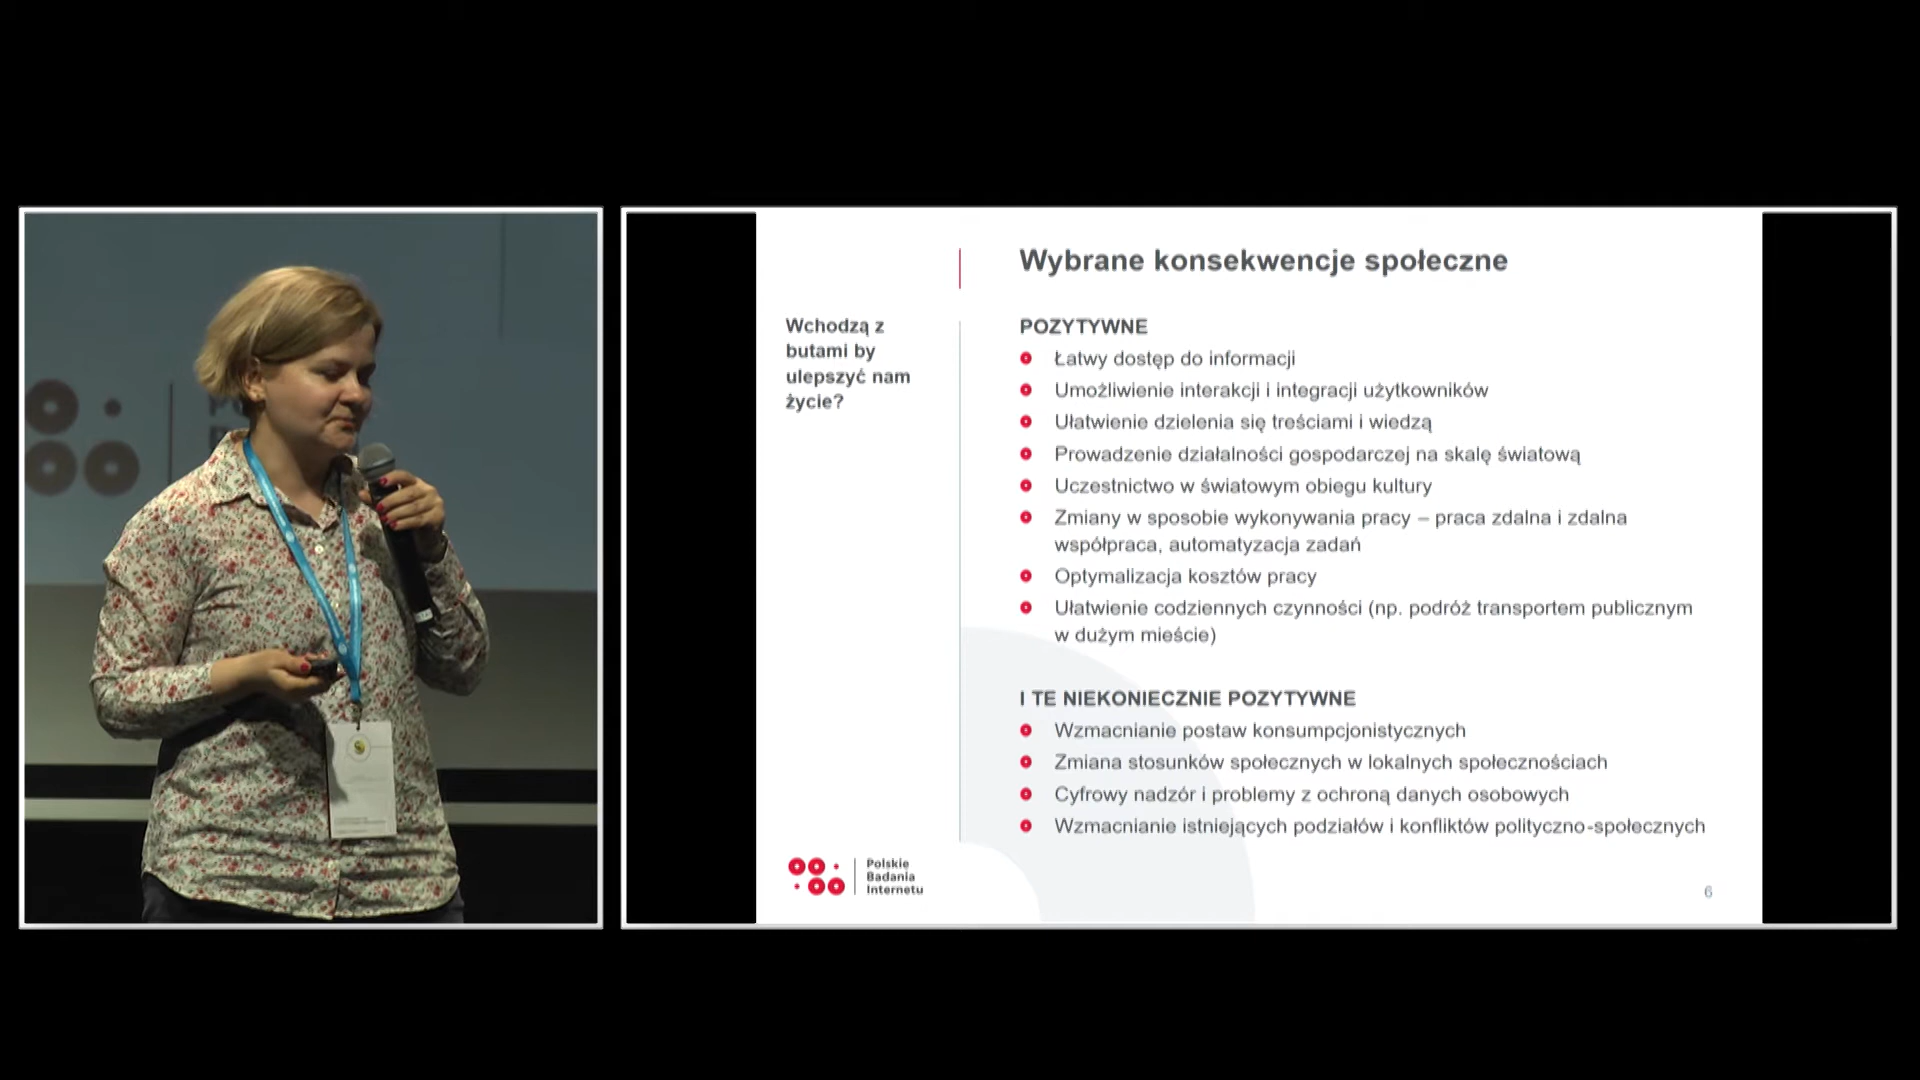 Wybrane konsekwencje społeczne
Wchodzą z
butami by
ulepszyć nam
życie?
POZYTYWNE
Łatwy dostęp do informacji
Umożliwienie interakcji i integracji użytkowników
Ułatwienie dzielenia się treściami i wiedzą
Prowadzenie działalności gospodarczej na skalę światową
Uczestnictwo w światowym obiegu kultury
Zmiany w sposobie wykonywania pracy – praca zdalna i zdalna
współpraca, automatyzacja zadań
Optymalizacja kosztów pracy
Ułatwienie codziennych czynności (np. podróż transportem publicznym
w dużym mieście)
I TE NIEKONIECZNIE POZYTYWNE
Wzmacnianie postaw konsumpcjonistycznych
Zmiana stosunków społecznych w lokalnych społecznościach
Cyfrowy nadzór i problemy z ochroną danych osobowych
Wzmacnianie istniejących podziałów i konfliktów polityczno-społecznych
Polskie
Badania
Internetu
6